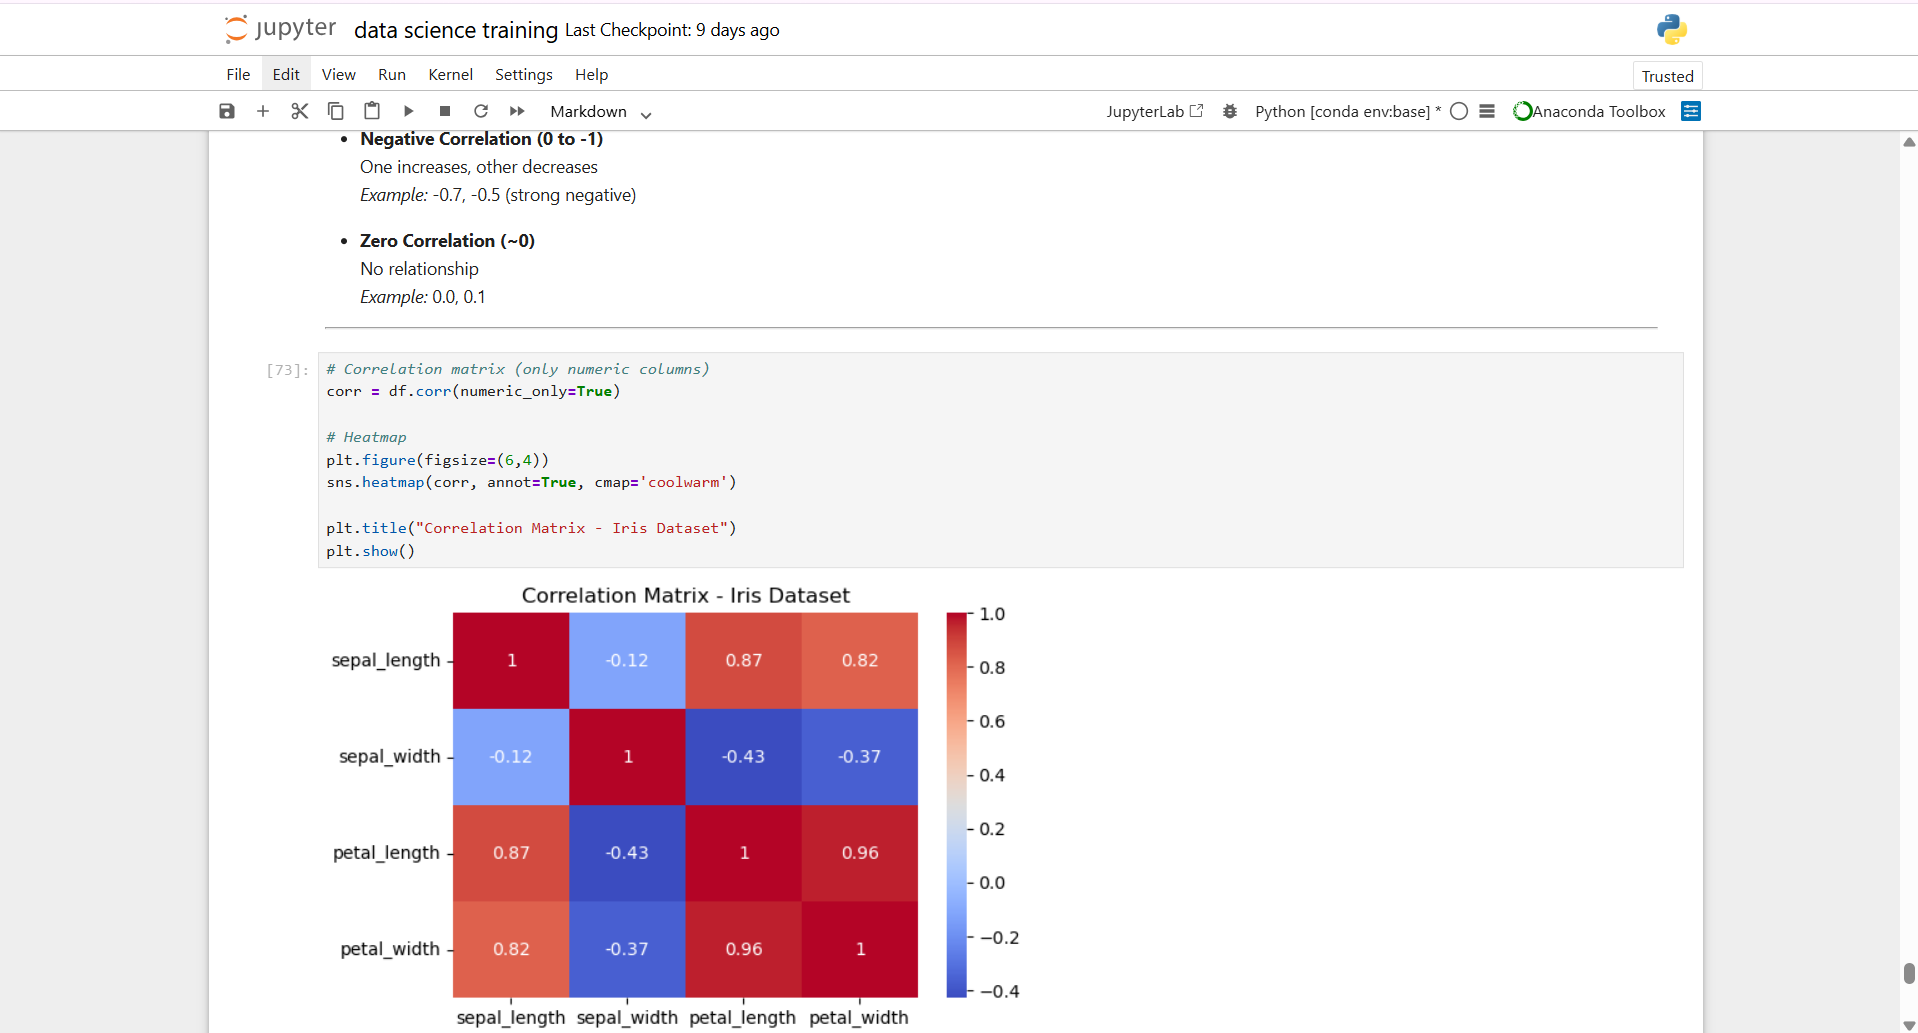 jupyter data science training Last Checkpoint: 9 days ago
File Edit View Run Kernel Settings Help Trusted
Markdown JupyterLab Python [conda env:base] * Anaconda Toolbox
• Negative Correlation (0 to -1)
One increases, other decreases
Example: -0.7, -0.5 (strong negative)
• Zero Correlation (~0)
No relationship
Example: 0.0, 0.1
[73]: # Correlation matrix (only numeric columns)
corr = df.corr(numeric_only=True)
# Heatmap
plt.figure(figsize=(6,4))
sns.heatmap(corr, annot=True, cmap='coolwarm')
plt.title("Correlation Matrix - Iris Dataset")
plt.show()
Correlation Matrix - Iris Dataset
sepal_length 1 -0.12 0.87 0.82
sepal_width -0.12 1 -0.43 -0.37
petal_length 0.87 -0.43 1 0.96
petal_width 0.82 -0.37 0.96 1
sepal_length sepal_width petal_length petal_width
1.0
0.8
0.6
0.4
0.2
0.0
−0.2
−0.4